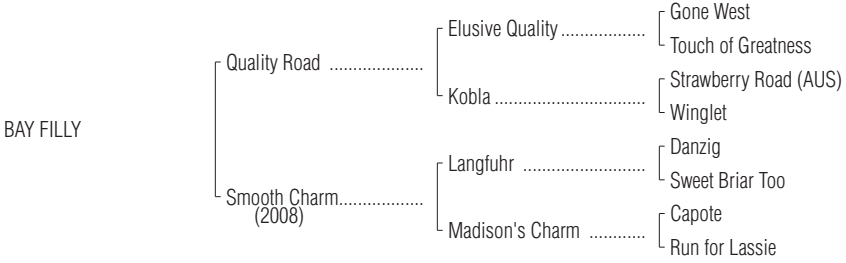 Gone West
Elusive Quality ...................
Touch of Greatness
Quality Road .....................
Strawberry Road (AUS)
Kobla .................................
Winglet
BAY FILLY
Danzig
Langfuhr ...........................
Sweet Briar Too
Smooth Charm...................
(2008)
Capote
Madison's Charm ............
Run for Lassie